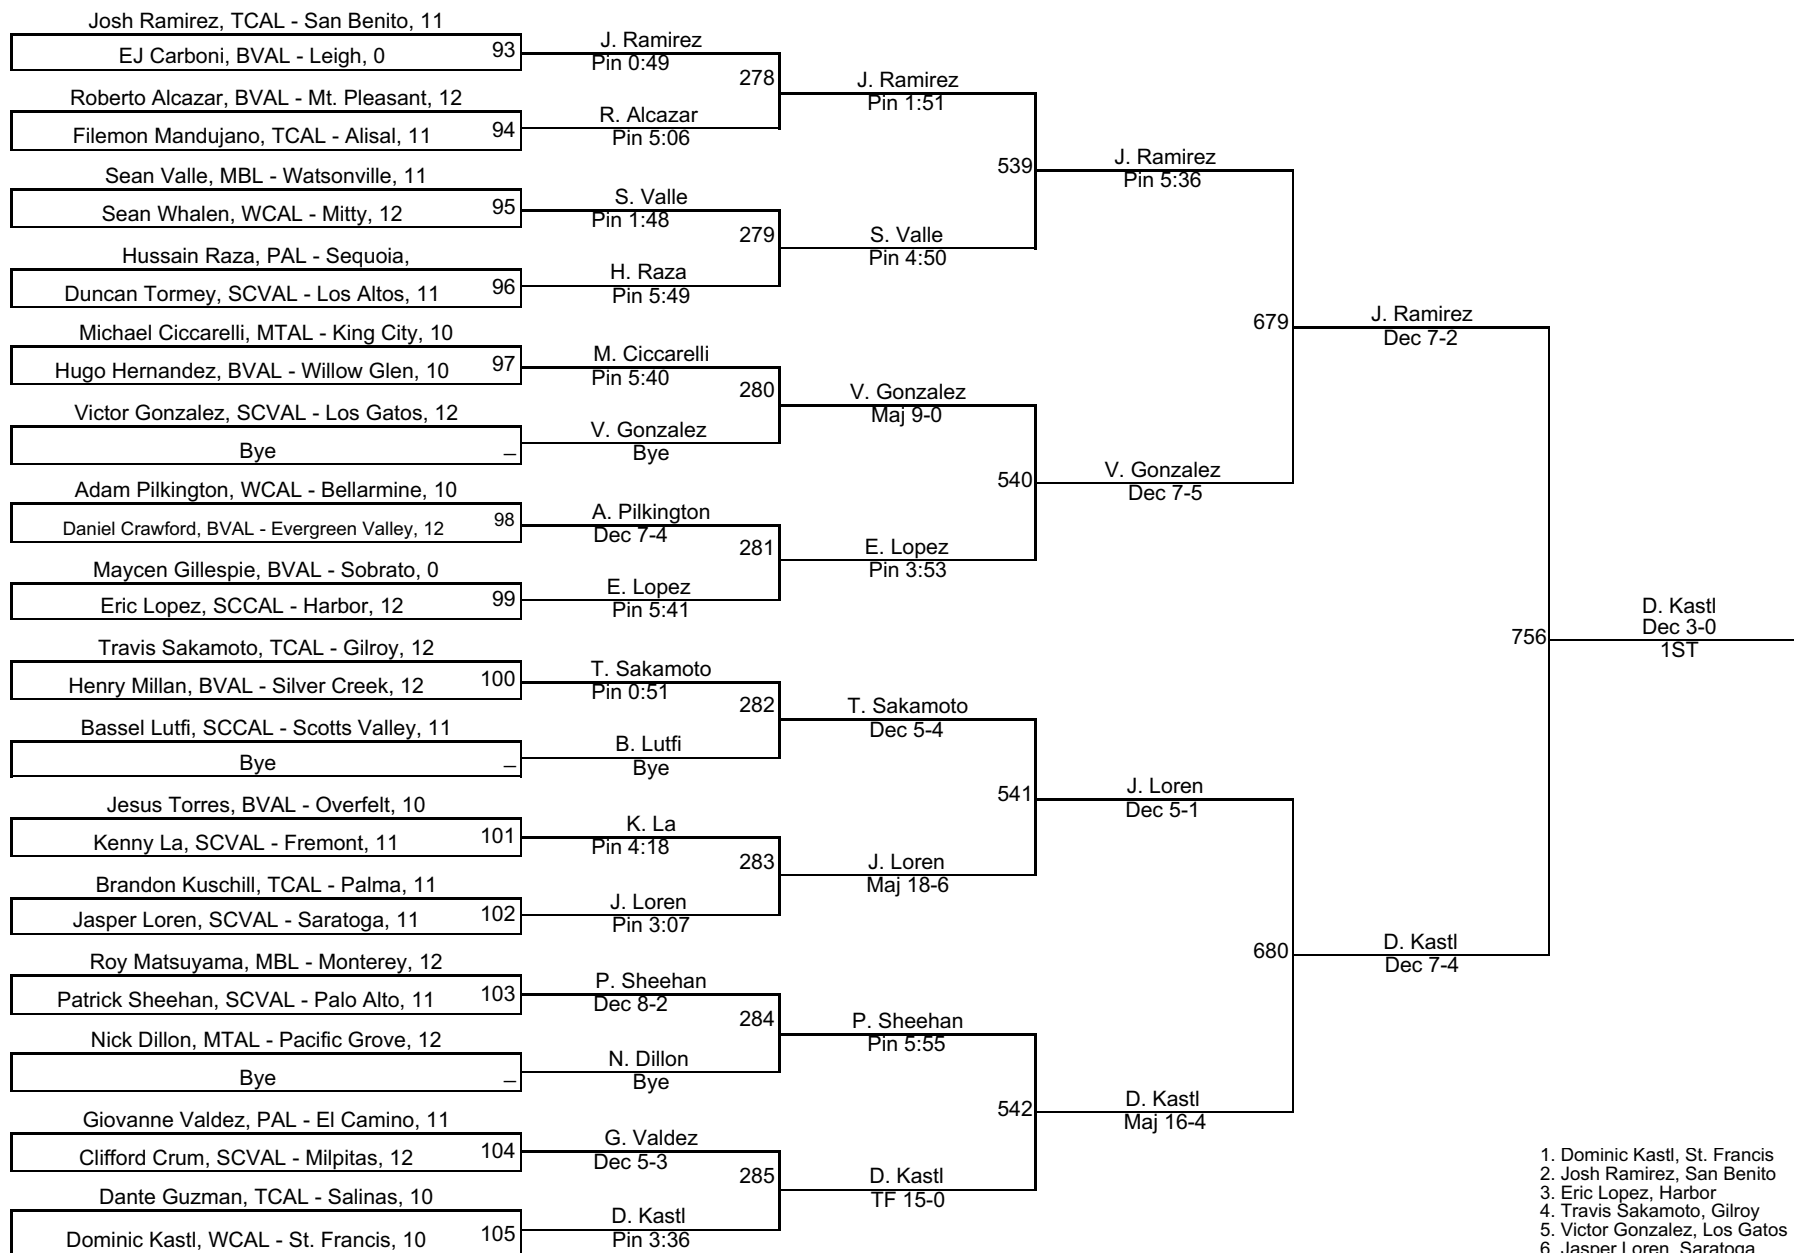 Josh Ramirez, TCAL - San Benito, 11
EJ Carboni, BVAL - Leigh, 0
93
Roberto Alcazar, BVAL - Mt. Pleasant, 12
Filemon Mandujano, TCAL - Alisal, 11
94
Sean Valle, MBL - Watsonville, 11
Sean Whalen, WCAL - Mitty, 12
95
Hussain Raza, PAL - Sequoia,
Duncan Tormey, SCVAL - Los Altos, 11
96
Michael Ciccarelli, MTAL - King City, 10
Hugo Hernandez, BVAL - Willow Glen, 10
97
Victor Gonzalez, SCVAL - Los Gatos, 12
Bye
–
Adam Pilkington, WCAL - Bellarmine, 10
Daniel Crawford, BVAL - Evergreen Valley, 12
98
Maycen Gillespie, BVAL - Sobrato, 0
Eric Lopez, SCCAL - Harbor, 12
99
Travis Sakamoto, TCAL - Gilroy, 12
Henry Millan, BVAL - Silver Creek, 12
100
Bassel Lutfi, SCCAL - Scotts Valley, 11
Bye
–
Jesus Torres, BVAL - Overfelt, 10
Kenny La, SCVAL - Fremont, 11
101
Brandon Kuschill, TCAL - Palma, 11
Jasper Loren, SCVAL - Saratoga, 11
102
Roy Matsuyama, MBL - Monterey, 12
Patrick Sheehan, SCVAL - Palo Alto, 11
103
Nick Dillon, MTAL - Pacific Grove, 12
Bye
–
Giovanne Valdez, PAL - El Camino, 11
Clifford Crum, SCVAL - Milpitas, 12
104
Dante Guzman, TCAL - Salinas, 10
Dominic Kastl, WCAL - St. Francis, 10
105
J. Ramirez
Pin 0:49
278
R. Alcazar
Pin 5:06
S. Valle
Pin 1:48
279
H. Raza
Pin 5:49
M. Ciccarelli
Pin 5:40
280
V. Gonzalez
Bye
A. Pilkington
Dec 7-4
281
E. Lopez
Pin 5:41
T. Sakamoto
Pin 0:51
282
B. Lutfi
Bye
K. La
Pin 4:18
283
J. Loren
Pin 3:07
P. Sheehan
Dec 8-2
284
N. Dillon
Bye
G. Valdez
Dec 5-3
285
D. Kastl
Pin 3:36
J. Ramirez
Pin 1:51
539
S. Valle
Pin 4:50
V. Gonzalez
Maj 9-0
540
E. Lopez
Pin 3:53
T. Sakamoto
Dec 5-4
541
J. Loren
Maj 18-6
P. Sheehan
Pin 5:55
542
D. Kastl
TF 15-0
J. Ramirez
Pin 5:36
679
V. Gonzalez
Dec 7-5
J. Loren
Dec 5-1
680
D. Kastl
Maj 16-4
J. Ramirez
Dec 7-2
756
D. Kastl
Dec 7-4
D. Kastl
Dec 3-0
1ST
1. Dominic Kastl, St. Francis
2. Josh Ramirez, San Benito
3. Eric Lopez, Harbor
4. Travis Sakamoto, Gilroy
5. Victor Gonzalez, Los Gatos
6. Jasper Loren, Saratoga